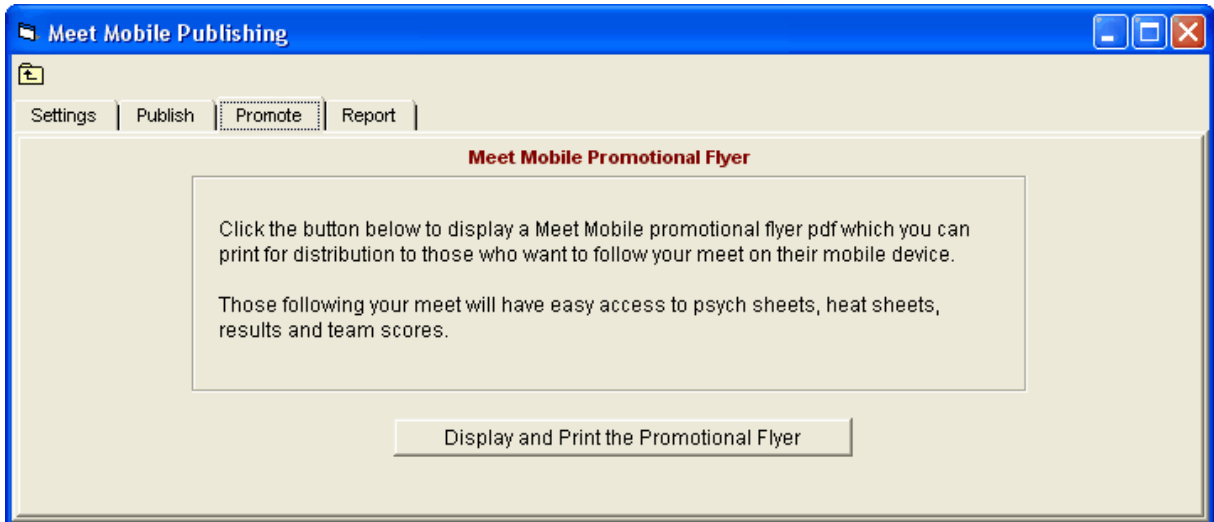 Meet Mobile Publishing
Settings
Publish
Promote
Report
Meet Mobile Promotional Flyer
Click the button below to display a Meet Mobile promotional flyer pdf which you can
print for distribution to those who want to follow your meet on their mobile device.
Those following your meet will have easy access to psych sheets, heat sheets,
results and team scores.
Display and Print the Promotional Flyer